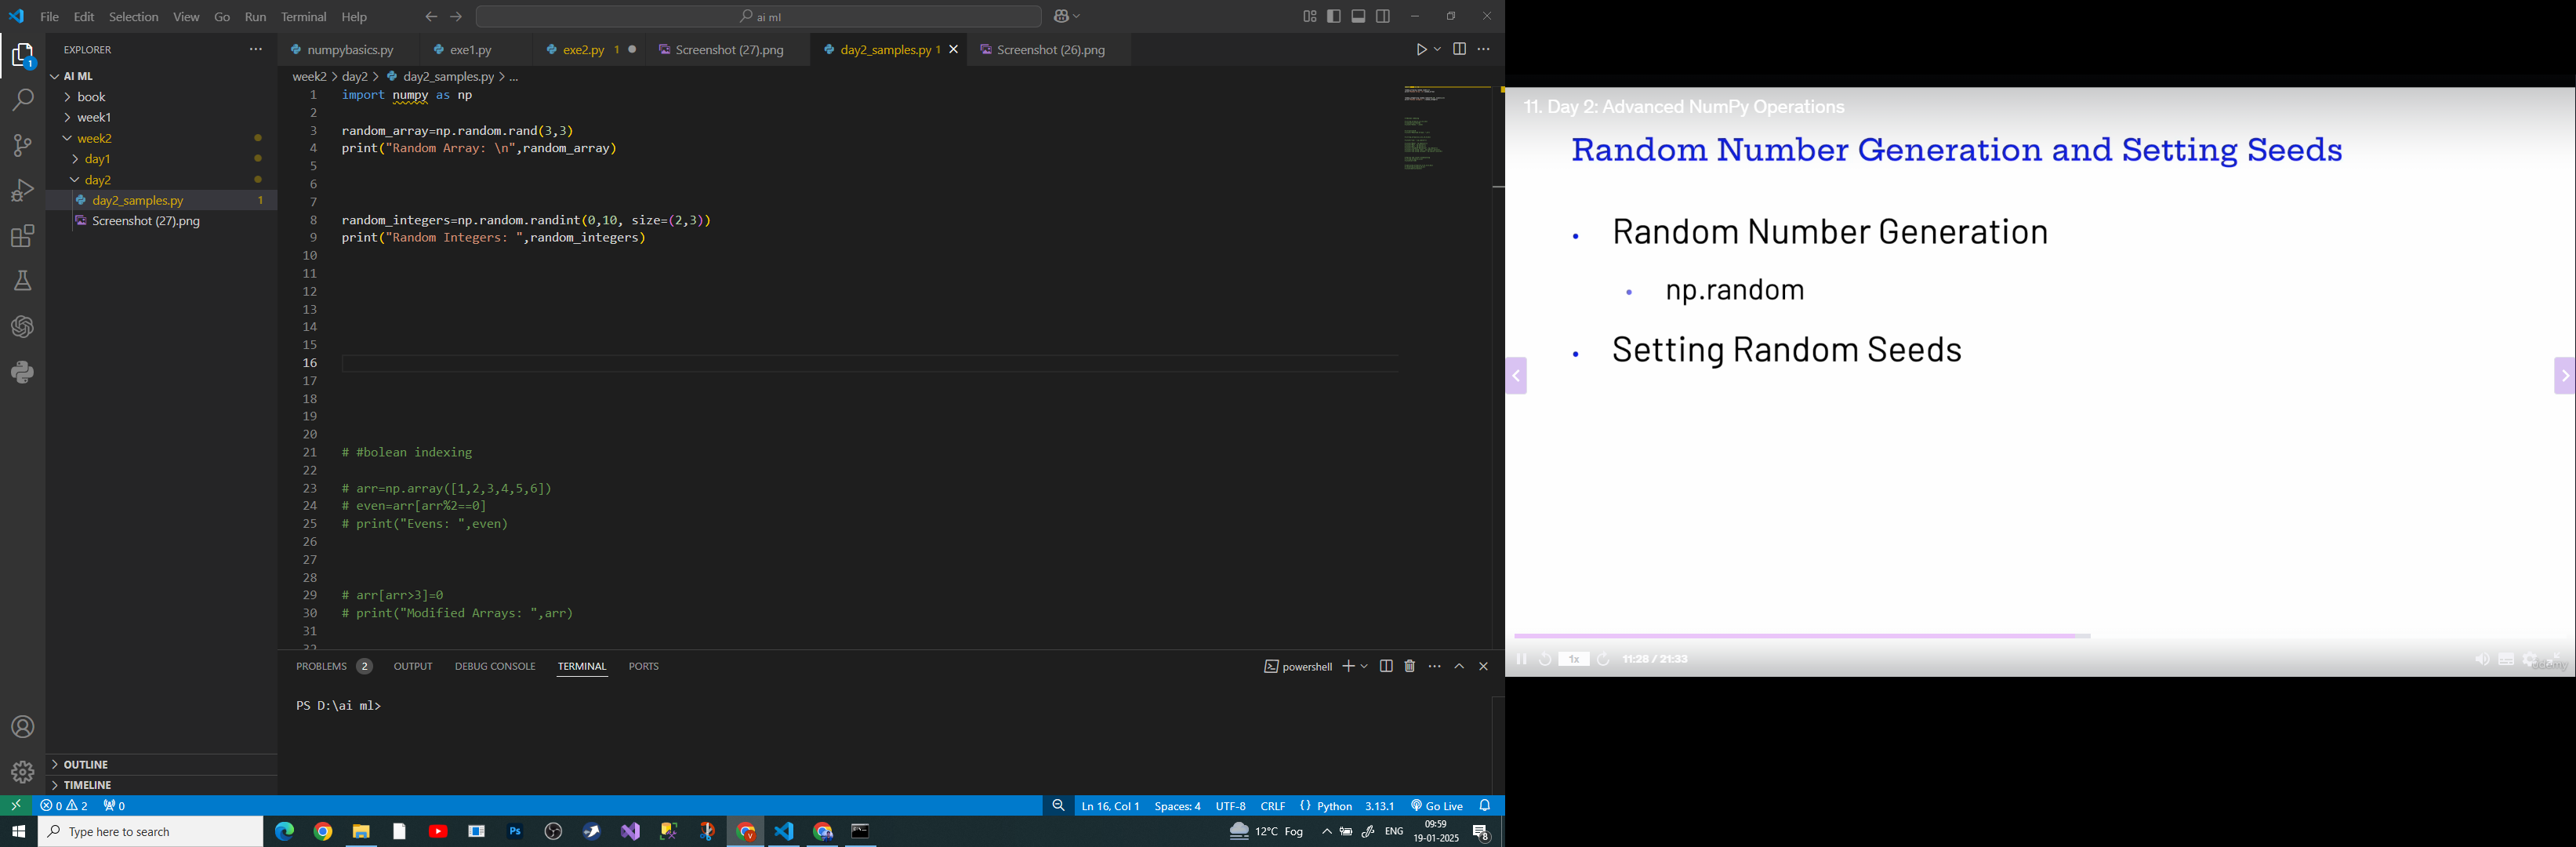 File Edit Selection View Go Run Terminal Help
ai ml
EXPLORER
numpybasics.py exe1.py exe2.py 1 Screenshot (27).png day2_samples.py 1 Screenshot (26).png
AI ML
book
week1
week2
day1
day2
day2_samples.py 1
Screenshot (27).png
1
week2 > day2 > day2_samples.py > ...
1 import numpy as np
2
3 random_array=np.random.rand(3,3)
4 print("Random Array: \n",random_array)
5
6
7
8 random_integers=np.random.randint(0,10, size=(2,3))
9 print("Random Integers: ",random_integers)
10
11
12
13
14
15
16
17
18
19
20
21 # #bolean indexing
22
23 # arr=np.array([1,2,3,4,5,6])
24 # even=arr[arr%2==0]
25 # print("Evens: ",even)
26
27
28
29 # arr[arr>3]=0
30 # print("Modified Arrays: ",arr)
31
32
PROBLEMS 2 OUTPUT DEBUG CONSOLE TERMINAL PORTS
powershell
PS D:\ai ml>
OUTLINE
TIMELINE
0 2 0
Ln 16, Col 1 Spaces: 4 UTF-8 CRLF {} Python 3.13.1 Go Live
Type here to search
Ps
12°C Fog
ENG
09:59
19-01-2025
8
11. Day 2: Advanced NumPy Operations
Random Number Generation and Setting Seeds
• Random Number Generation
• np.random
• Setting Random Seeds
1x
11:28 / 21:33
udemy